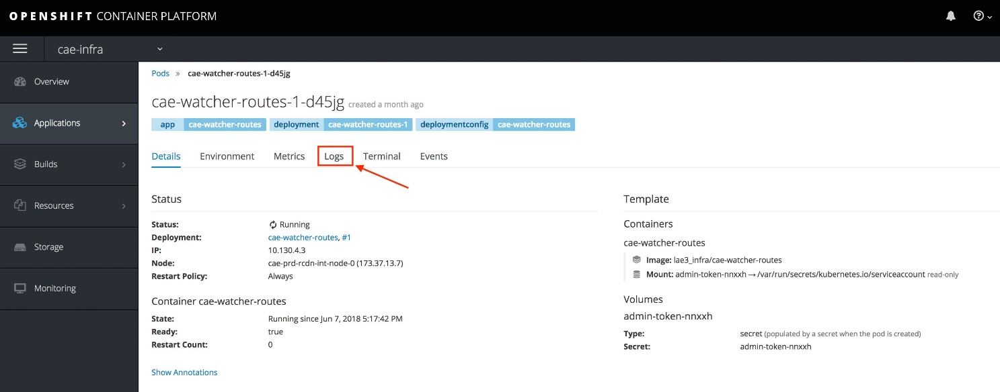 OPENSHIFT CONTAINER PLATFORM
cae-infra
Overview
Applications
Builds
Resources
Storage
Monitoring
Pods » cae-watcher-routes-1-d45jg
cae-watcher-routes-1-d45jg created a month ago
app cae-watcher-routes deployment cae-watcher-routes-1 deploymentconfig cae-watcher-routes
Details Environment Metrics Logs Terminal Events
Status
Status: Running
Deployment: cae-watcher-routes, #1
IP: 10.130.4.3
Node: cae-prd-rcdn-int-node-0 (173.37.13.7)
Restart Policy: Always
Container cae-watcher-routes
State: Running since Jun 7, 2018 5:17:42 PM
Ready: true
Restart Count: 0
Show Annotations
Template
Containers
cae-watcher-routes
Image: lae3_infra/cae-watcher-routes
Mount: admin-token-nnxxh → /var/run/secrets/kubernetes.io/serviceaccount read-only
Volumes
admin-token-nnxxh
Type: secret (populated by a secret when the pod is created)
Secret: admin-token-nnxxh